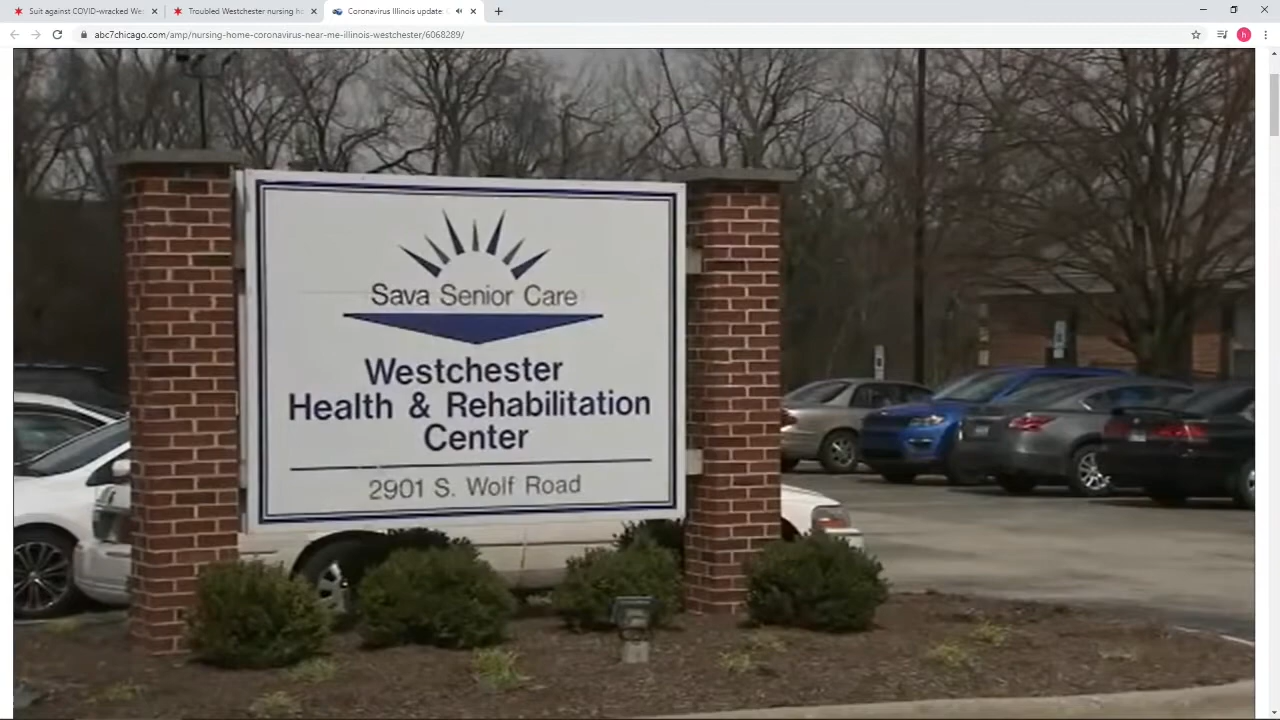 Suit against COVID-wracked We
Troubled Westchester nursing ho
Coronavirus Illinois update:
abc7chicago.com/amp/nursing-home-coronavirus-near-me-illinois-westchester/6068289/
h
Sava Senior Care
Westchester
Health & Rehabilitation
Center
2901 S. Wolf Road